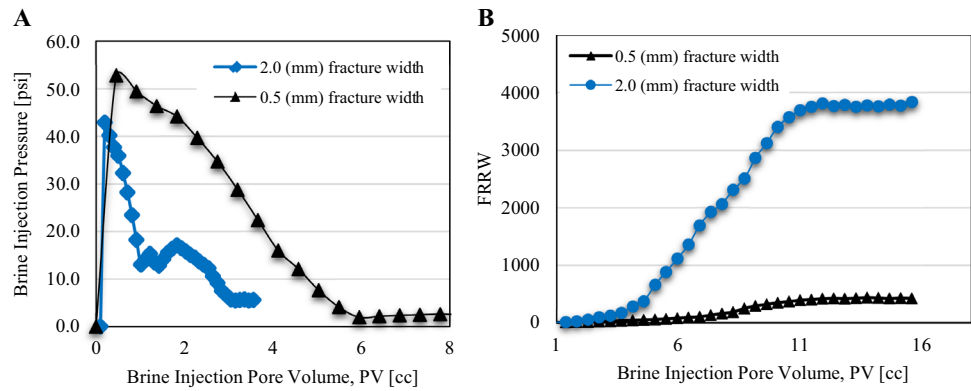 A
Brine Injection Pressure [psi]
60.0
50.0
40.0
30.0
20.0
10.0
0.0
2.0 (mm) fracture width
0.5 (mm) fracture width
0
2
4
6
8
Brine Injection Pore Volume, PV [cc]
B
FRRW
5000
4000
3000
2000
1000
0
0.5 (mm) fracture width
2.0 (mm) fracture width
1
6
11
16
Brine Injection Pore Volume, PV [cc]